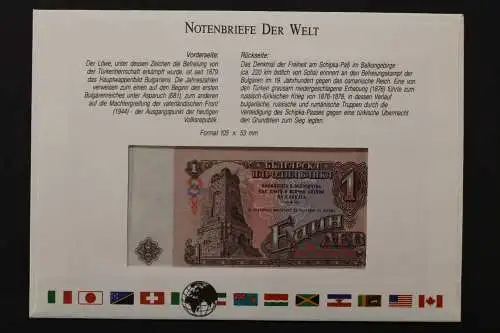 NOTENBRIEFE DER WELT
Vorderseite:
Der Löwe, unter dessen Zeichen die Befreiung von
der Türkenherrschaft erkämpft wurde, ist seit 1879
das Hauptwappenbild Bulgariens. Die Jahreszahlen
verweisen zum einen auf den Beginn des ersten
Bulgarenreiches unter Asparuch (681), zum anderen
auf die Machtergreifung der vaterländischen Front
(1944) - der Ausgangspunkt der heutigen
Volksrepublik.
Rückseite:
Das Denkmal der Freiheit am Schipka-Paß im Balkangebirge
(ca. 220 km östlich von Sofia) erinnert an den Befreiungskampf der
Bulgaren im 19. Jahrhundert gegen das osmanische Reich. Eine von den
Türken grausam niedergeschlagene Erhebung (1876) führte zum
russisch-türkischen Krieg von 1876-1878, in dessen Verlauf
bulgarische, russische und rumänische Truppen durch die
Verteidigung des Schipka-Passes gegen eine türkische Übermacht
den Grundstein zum Sieg legten.
Format 105 x 53 mm
1
БЪЛГАРСКА
НАРОДНА БАНКА
1
1
ЕДИН
ЛЕВ